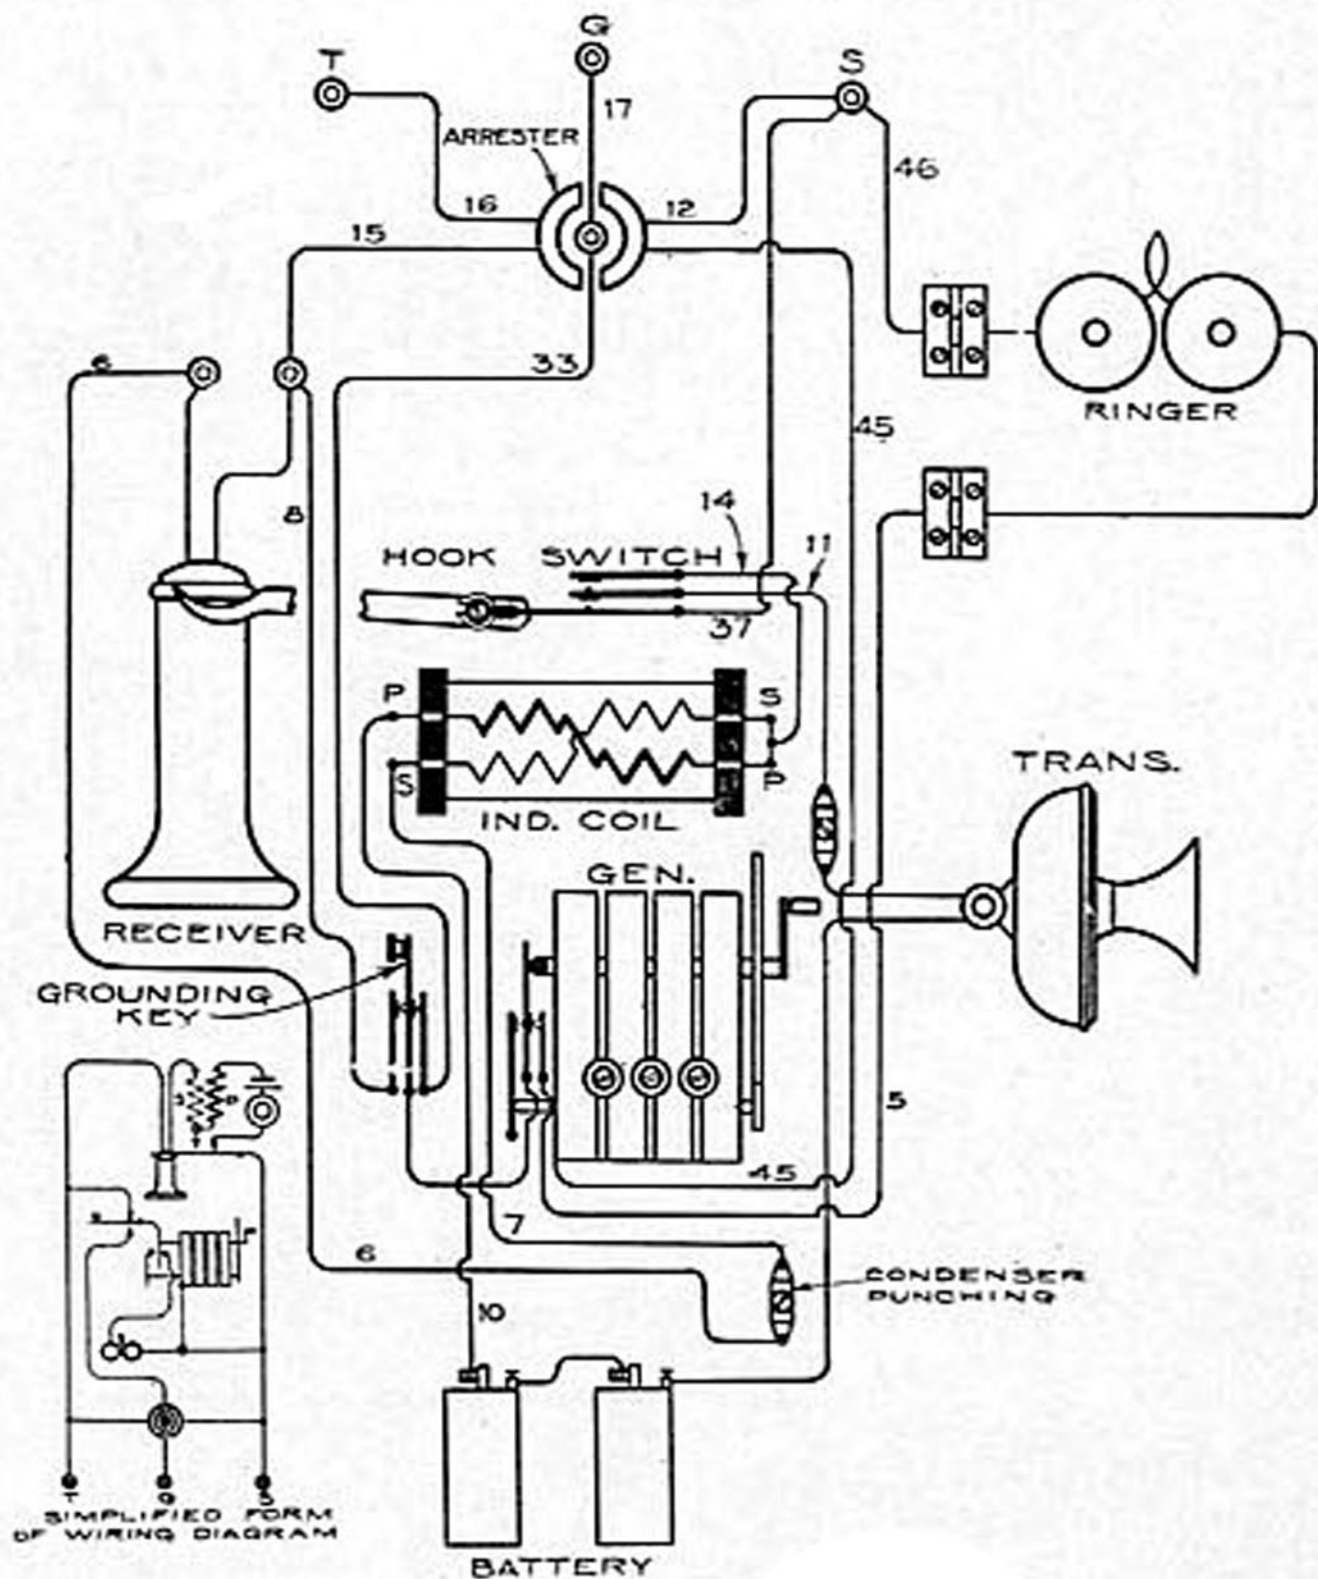 G
T
S
17
ARRESTER
46
16
12
15
6
33
45
RINGER
8
14
11
HOOK SWITCH
37
P
S
S
P
TRANS.
IND. COIL
GEN.
RECEIVER
GROUNDING
KEY
5
45
7
6
CONDENSER
PUNCHING
10
T
G
S
SIMPLIFIED FORM
OF WIRING DIAGRAM
BATTERY